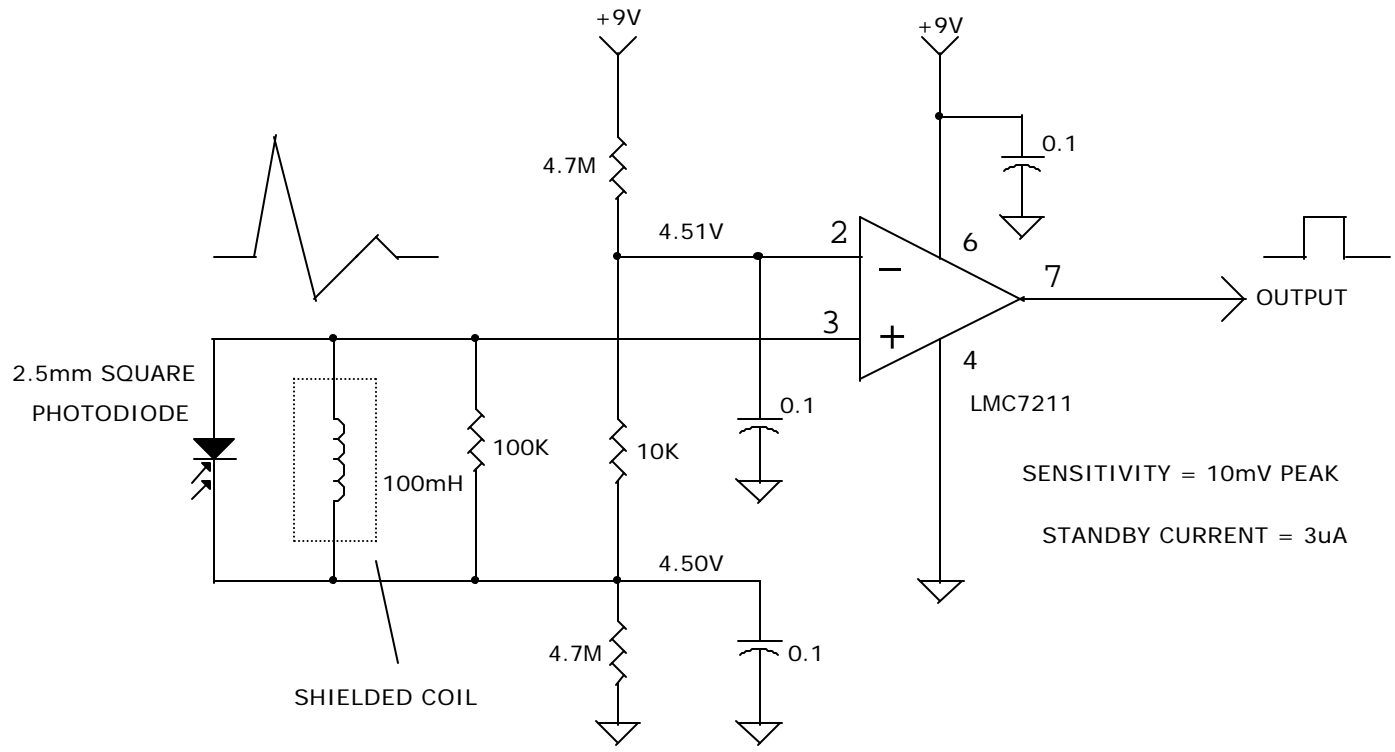 +9V
+9V
0.1
4.7M
4.51V
2
6
−
7
OUTPUT
3
+
4
2.5mm SQUARE
PHOTODIODE
LMC7211
0.1
100K
10K
100mH
SENSITIVITY = 10mV PEAK
STANDBY CURRENT = 3uA
4.50V
4.7M
0.1
SHIELDED COIL